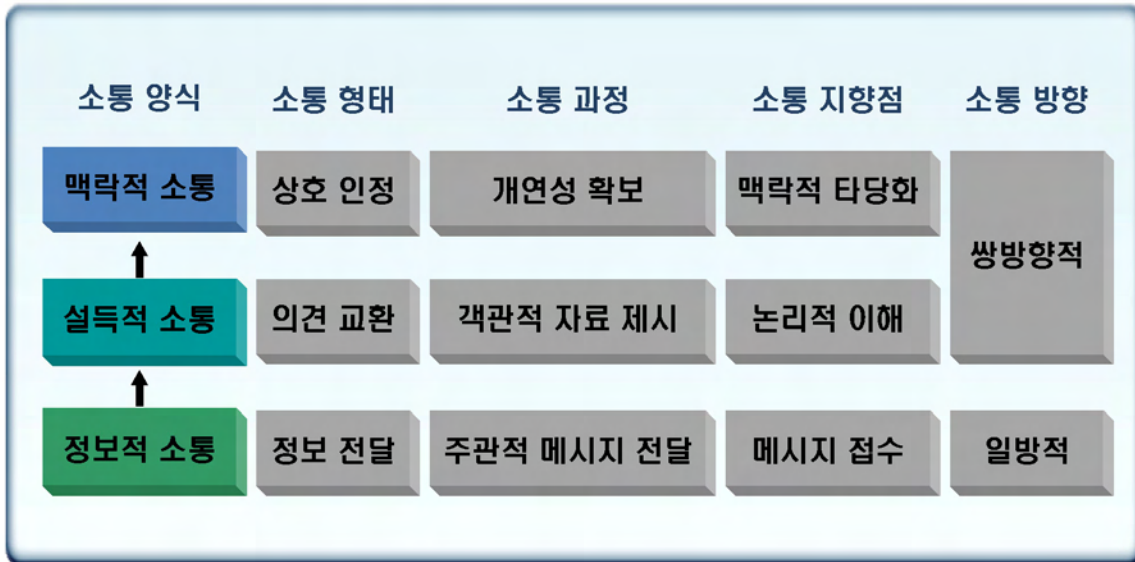 소통 양식 소통 형태 소통 과정 소통 지향점 소통 방향
맥락적 소통 상호 인정 개연성 확보 맥락적 타당화 쌍방향적
설득적 소통 의견 교환 객관적 자료 제시 논리적 이해
정보적 소통 정보 전달 주관적 메시지 전달 메시지 접수 일방적